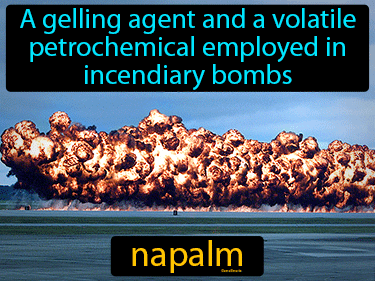 A gelling agent and a volatile
petrochemical employed in
incendiary bombs
napalm